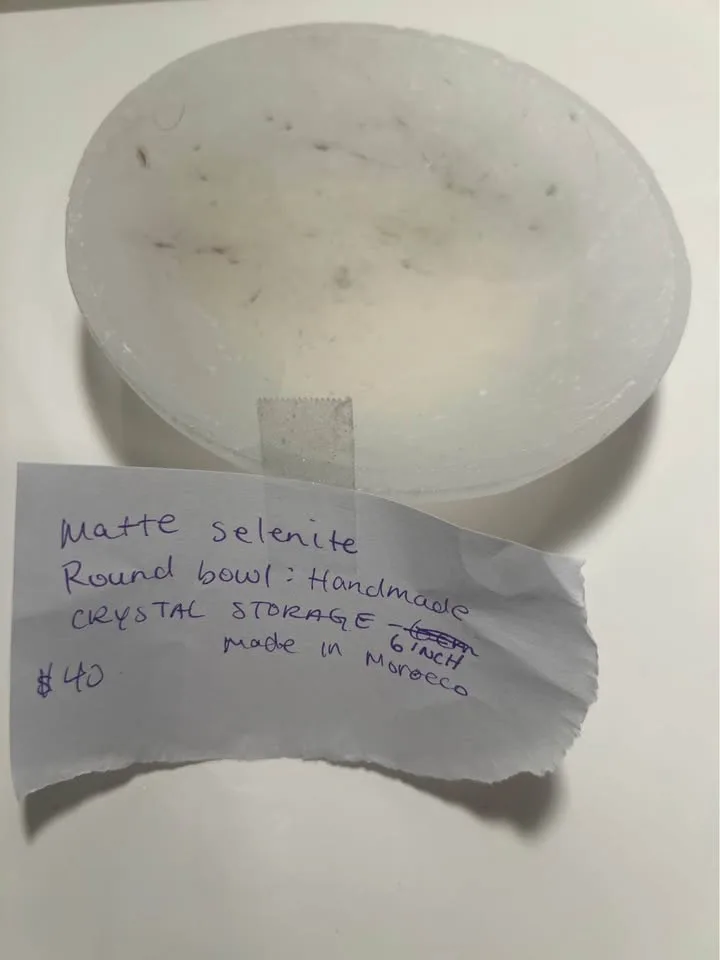 Matte selenite
Round bowl: Handmade
CRYSTAL STORAGE -
6 INCH
made in Morocco
$40